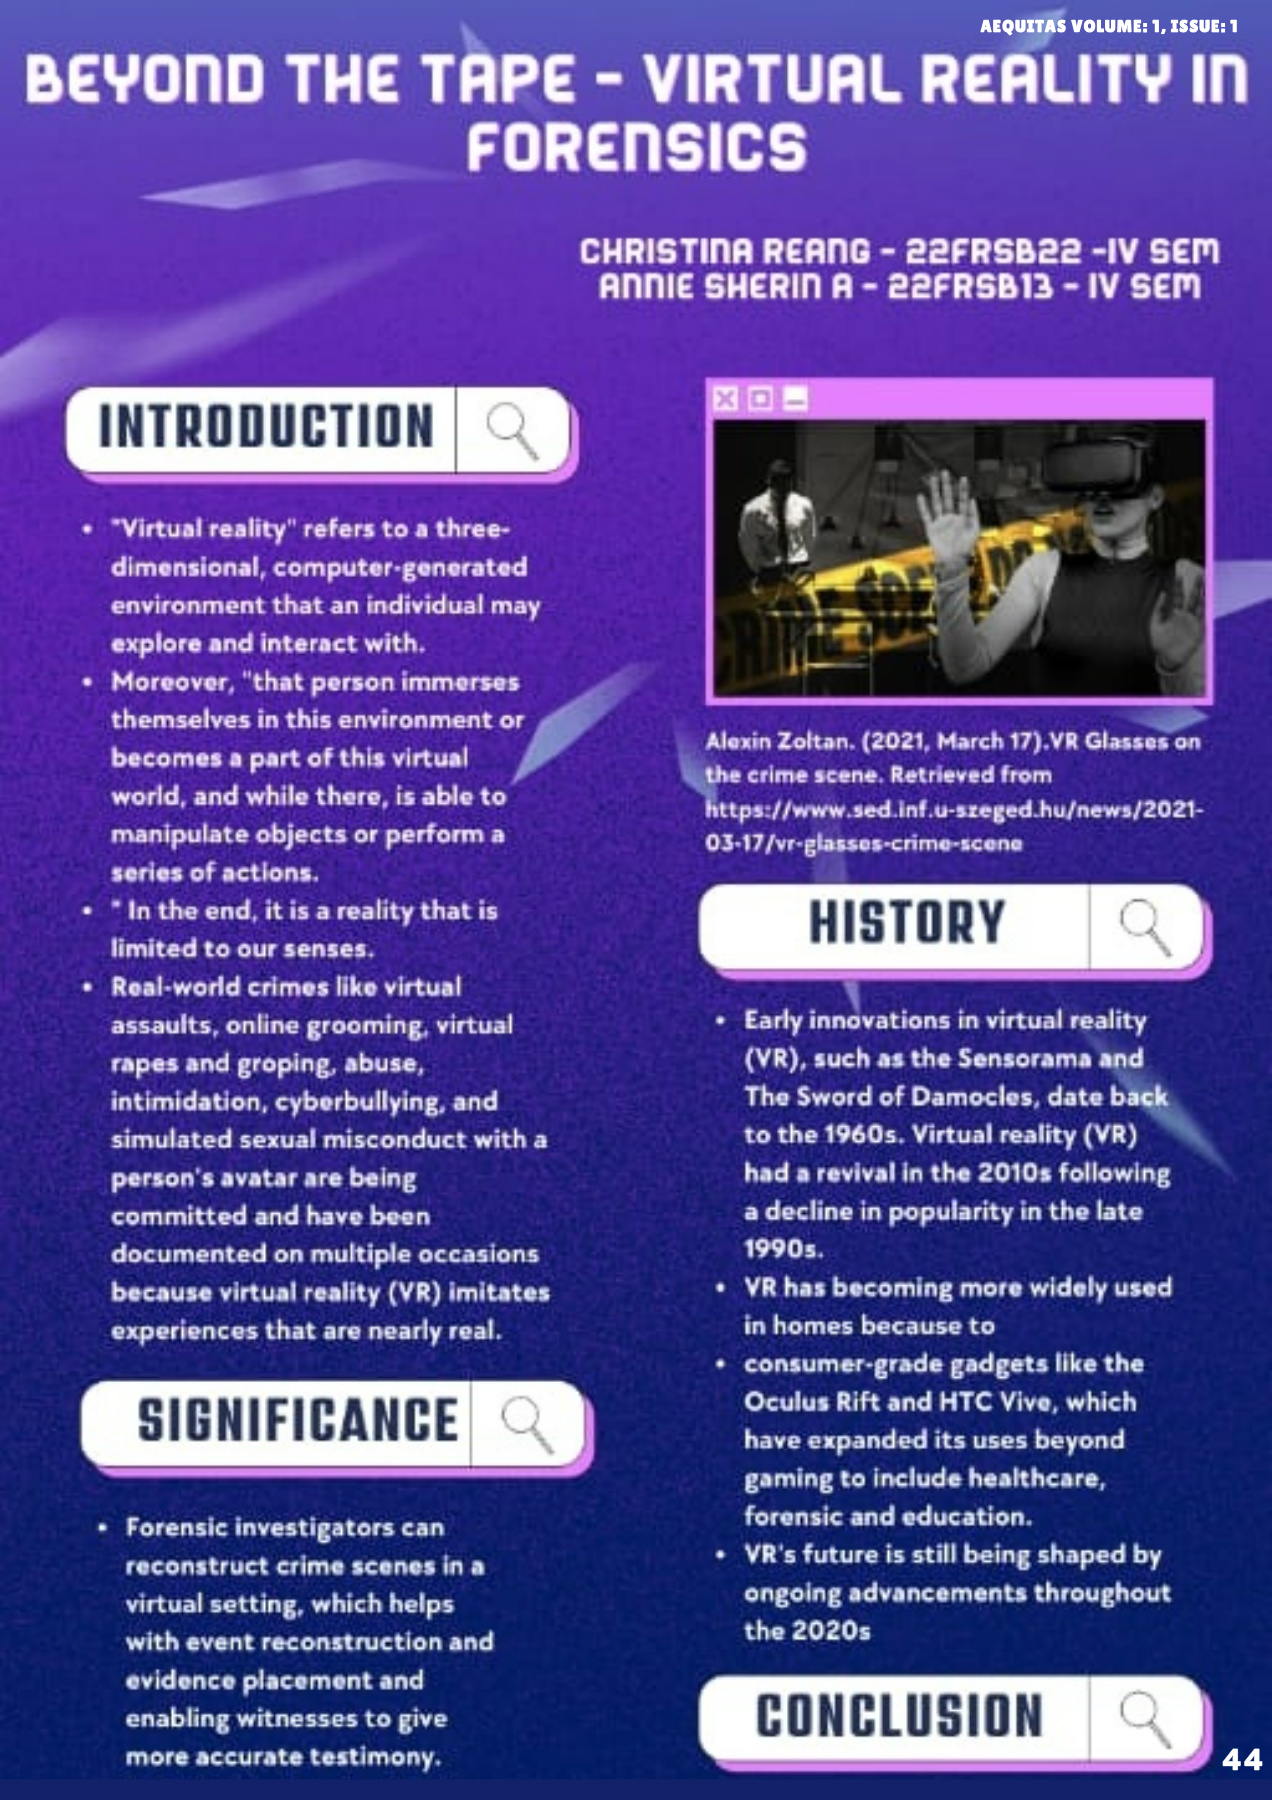 AEQUITAS VOLUME: 1, ISSUE: 1
BEYOND THE TAPE - VIRTUAL REALITY IN
FORENSICS
CHRISTINA REANG - 22FRSB22 -IV SEM
ANNIE SHERIN A - 22FRSB13 - IV SEM
INTRODUCTION
• "Virtual reality" refers to a three-
dimensional, computer-generated
environment that an individual may
explore and interact with.
• Moreover, "that person immerses
themselves in this environment or
becomes a part of this virtual
world, and while there, is able to
manipulate objects or perform a
series of actions.
• " In the end, it is a reality that is
limited to our senses.
• Real-world crimes like virtual
assaults, online grooming, virtual
rapes and groping, abuse,
intimidation, cyberbullying, and
simulated sexual misconduct with a
person's avatar are being
committed and have been
documented on multiple occasions
because virtual reality (VR) imitates
experiences that are nearly real.
SIGNIFICANCE
• Forensic investigators can
reconstruct crime scenes in a
virtual setting, which helps
with event reconstruction and
evidence placement and
enabling witnesses to give
more accurate testimony.
CRIME SCENE
Alexin Zoltan. (2021, March 17).VR Glasses on
the crime scene. Retrieved from
https://www.sed.inf.u-szeged.hu/news/2021-
03-17/vr-glasses-crime-scene
HISTORY
• Early innovations in virtual reality
(VR), such as the Sensorama and
The Sword of Damocles, date back
to the 1960s. Virtual reality (VR)
had a revival in the 2010s following
a decline in popularity in the late
1990s.
• VR has becoming more widely used
in homes because to
• consumer-grade gadgets like the
Oculus Rift and HTC Vive, which
have expanded its uses beyond
gaming to include healthcare,
forensic and education.
• VR's future is still being shaped by
ongoing advancements throughout
the 2020s
CONCLUSION
44